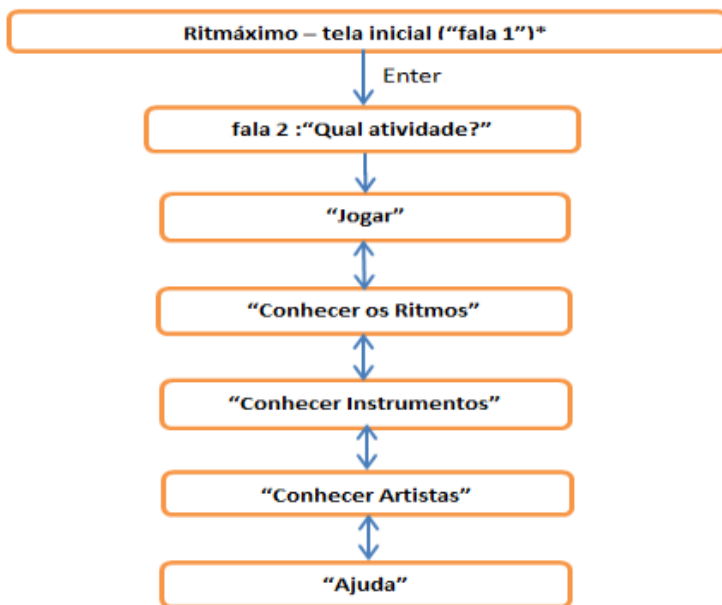 Ritmáximo – tela inicial (“fala 1”)*
Enter
fala 2 :“Qual atividade?”
“Jogar”
“Conhecer os Ritmos”
“Conhecer Instrumentos”
“Conhecer Artistas”
“Ajuda”